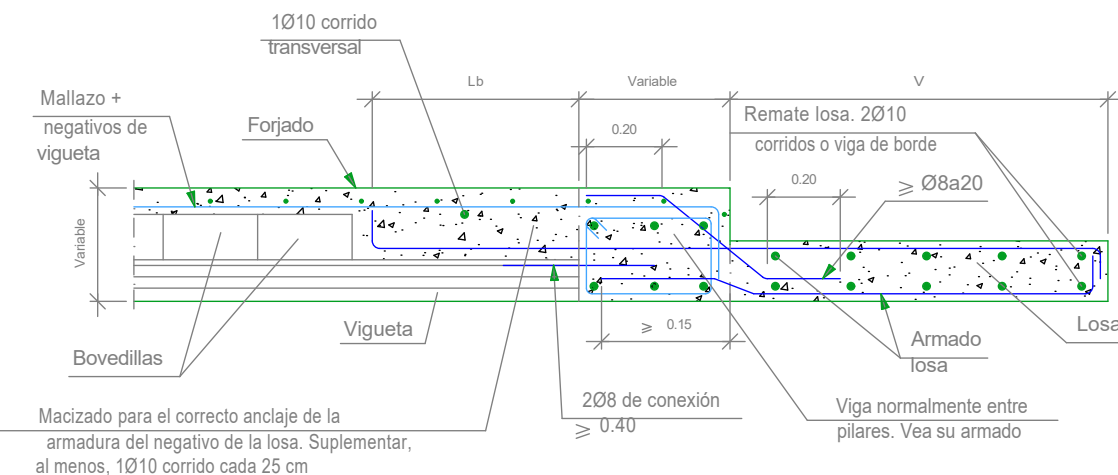 1Ø10 corrido
transversal
Lb
Variable
V
Mallazo +
negativos de
vigueta
Forjado
0.20
Remate losa. 2Ø10
corridos o viga de borde
0.20
≥ Ø8a20
Variable
Vigueta
≥ 0.15
Bovedillas
Armado
losa
Losa
2Ø8 de conexión
≥ 0.40
Viga normalmente entre
pilares. Vea su armado
Macizado para el correcto anclaje de la
armadura del negativo de la losa. Suplementar,
al menos, 1Ø10 corrido cada 25 cm